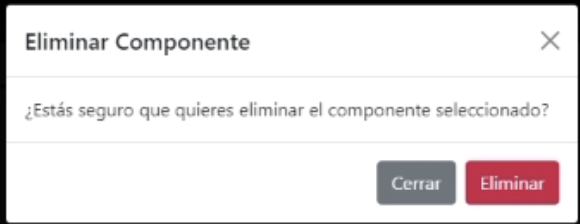 Eliminar Componente
¿Estás seguro que quieres eliminar el componente seleccionado?
Cerrar Eliminar